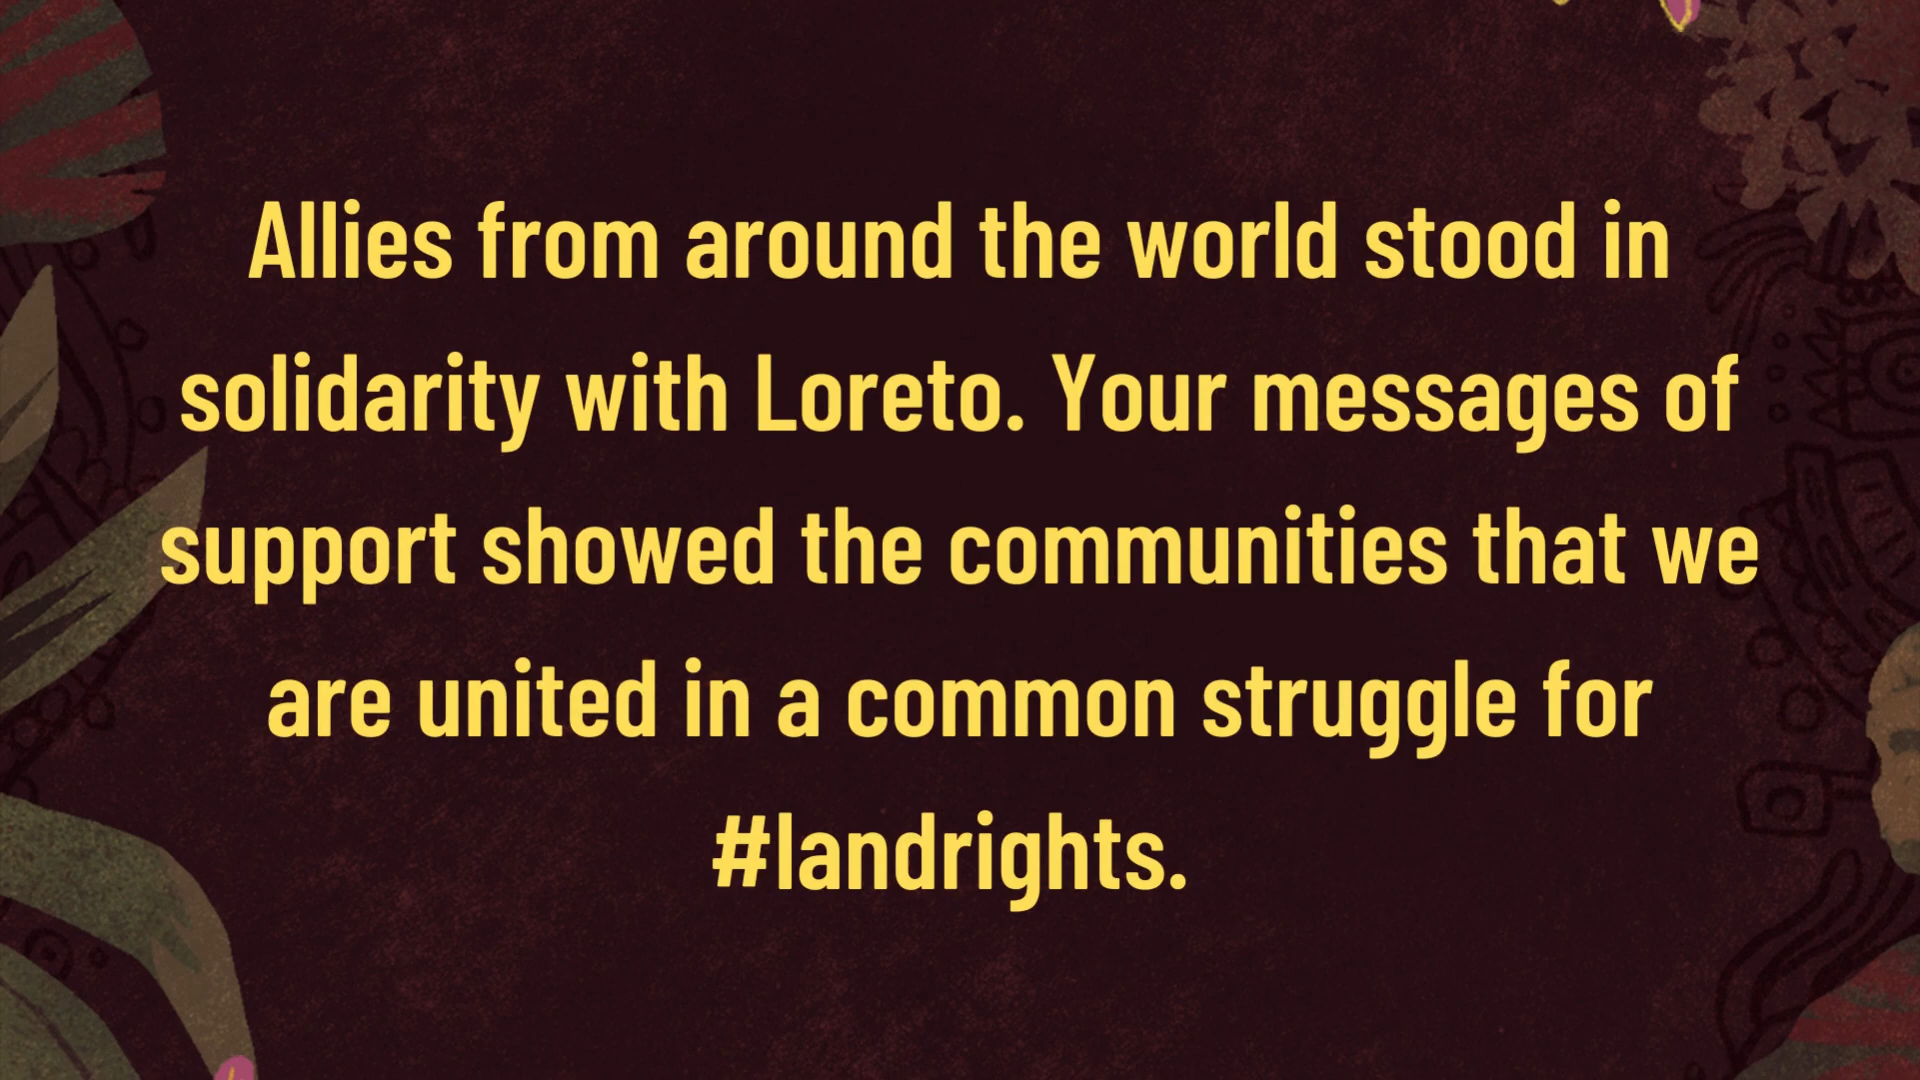 Allies from around the world stood in
solidarity with Loreto. Your messages of
support showed the communities that we
are united in a common struggle for
#landrights.